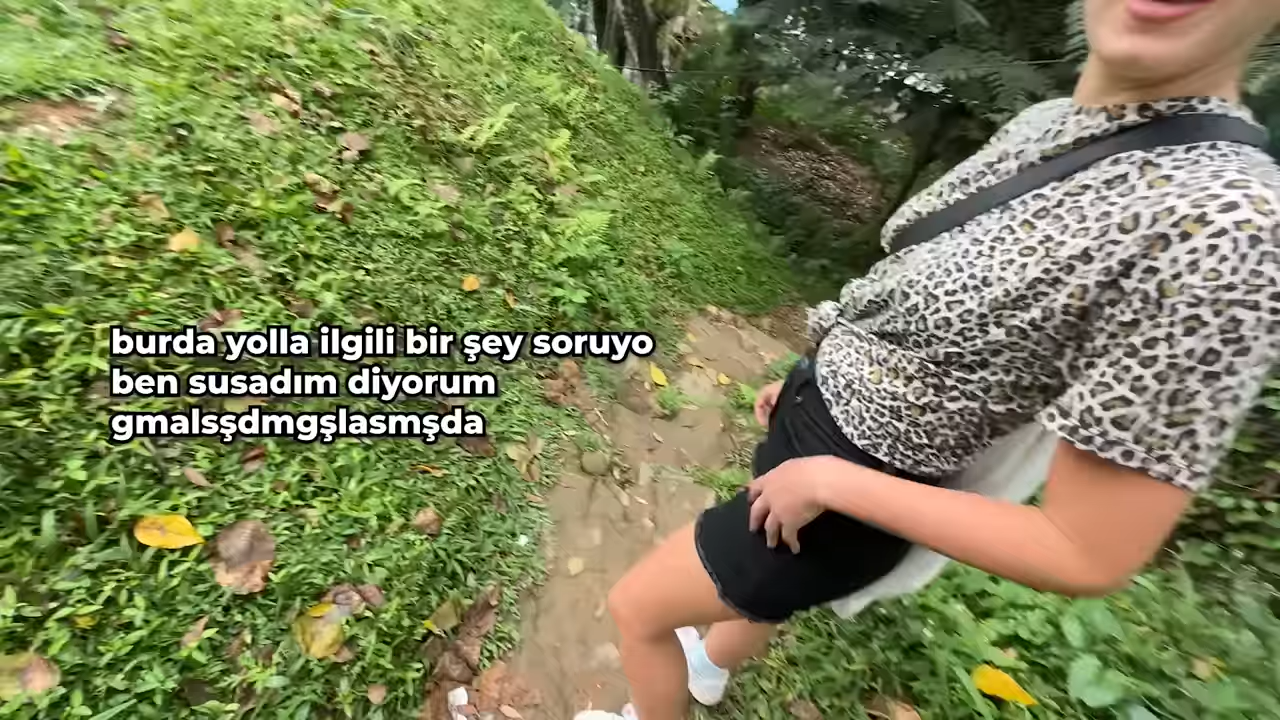 burda yolla ilgili bir şey soruyo
ben susadım diyorum
gmalsşdmgşlasmşda